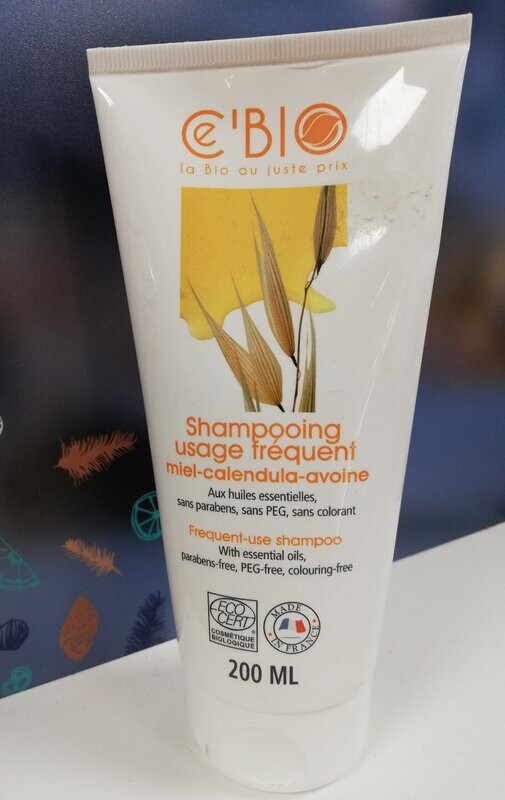 Ce'BIO
la Bio au juste prix
Shampooing
usage fréquent
miel-calendula-avoine
Aux huiles essentielles,
sans parabens, sans PEG, sans colorant
Frequent-use shampoo
With essential oils,
parabens-free, PEG-free, colouring-free
ECO
CERT
COSMÉTIQUE
BIOLOGIQUE
MADE
IN FRANCE
200 ML